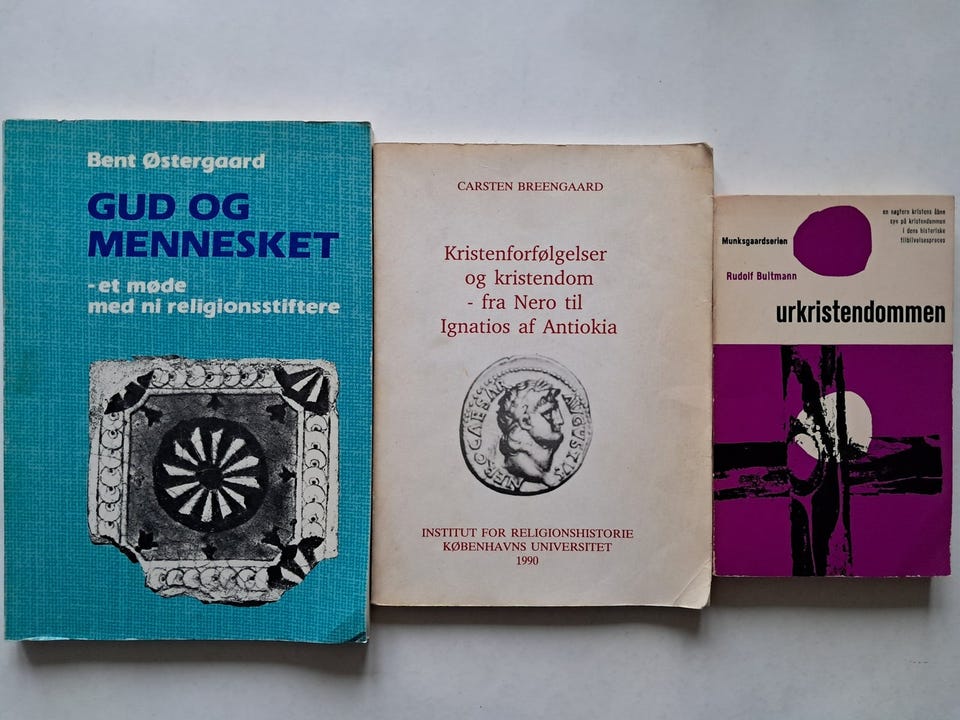 Bent Østergaard
GUD OG
MENNESKET
- et møde
med ni religionsstiftere
CARSTEN BREENGAARD
Kristenforfølgelser
og kristendom
- fra Nero til
Ignatios af Antiokia
NERO CAESAR AVGVSTVS
INSTITUT FOR RELIGIONSHISTORIE
KØBENHAVNS UNIVERSITET
1990
en nøgtern kristens åbne
syn på kristendommen
i dens historiske
tilblivelsesproces
Munksgaardserien
Rudolf Bultmann
urkristendommen